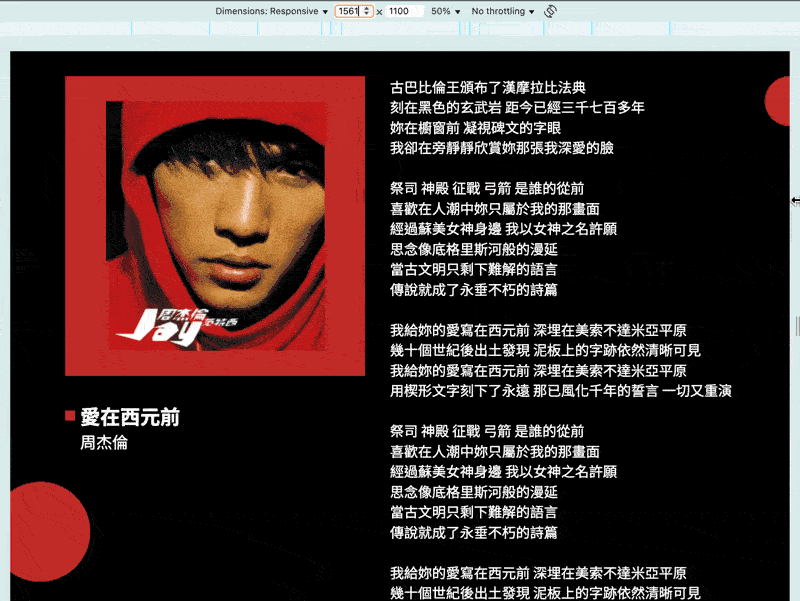 Dimensions: Responsive ▼ 1561 × 1100 50% ▼ No throttling ▼
周杰倫
Jay
范特西
愛在西元前
周杰倫
古巴比倫王頒布了漢摩拉比法典
刻在黑色的玄武岩 距今已經三千七百多年
妳在櫥窗前 凝視碑文的字眼
我卻在旁靜靜欣賞妳那張我深愛的臉
祭司 神殿 征戰 弓箭 是誰的從前
喜歡在人潮中妳只屬於我的那畫面
經過蘇美女神身邊 我以女神之名許願
思念像底格里斯河般的漫延
當古文明只剩下難解的語言
傳說就成了永垂不朽的詩篇
我給妳的愛寫在西元前 深埋在美索不達米亞平原
幾十個世紀後出土發現 泥板上的字跡依然清晰可見
我給妳的愛寫在西元前 深埋在美索不達米亞平原
用楔形文字刻下了永遠 那已風化千年的誓言 一切又重演
祭司 神殿 征戰 弓箭 是誰的從前
喜歡在人潮中妳只屬於我的那畫面
經過蘇美女神身邊 我以女神之名許願
思念像底格里斯河般的漫延
當古文明只剩下難解的語言
傳說就成了永垂不朽的詩篇
我給妳的愛寫在西元前 深埋在美索不達米亞平原
幾十個世紀後出土發現 泥板上的字跡依然清晰可見